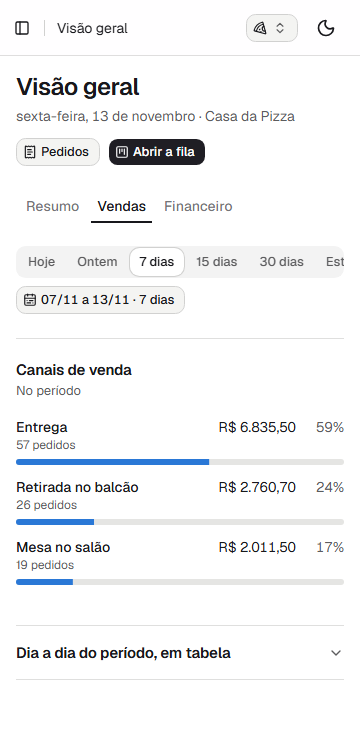 Visão geral
Visão geral
sexta-feira, 13 de novembro · Casa da Pizza
Pedidos
Abrir a fila
Resumo Vendas Financeiro
Hoje Ontem 7 dias 15 dias 30 dias Est
07/11 a 13/11 · 7 dias
Canais de venda
No período
Entrega R$ 6.835,50 59%
57 pedidos
Retirada no balcão R$ 2.760,70 24%
26 pedidos
Mesa no salão R$ 2.011,50 17%
19 pedidos
Dia a dia do período, em tabela